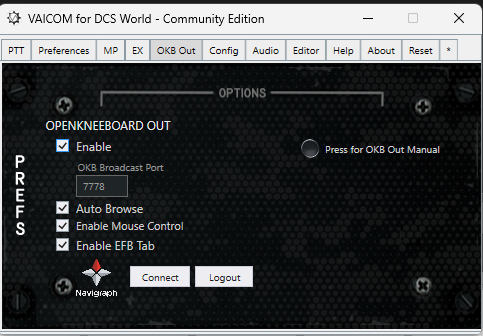 VAICOM for DCS World - Community Edition
PTT Preferences MP EX OKB Out Config Audio Editor Help About Reset *
OPTIONS
OPENKNEEBOARD OUT
Enable
Press for OKB Out Manual
OKB Broadcast Port
7778
PREFS
Auto Browse
Enable Mouse Control
Enable EFB Tab
Navigraph
Connect Logout